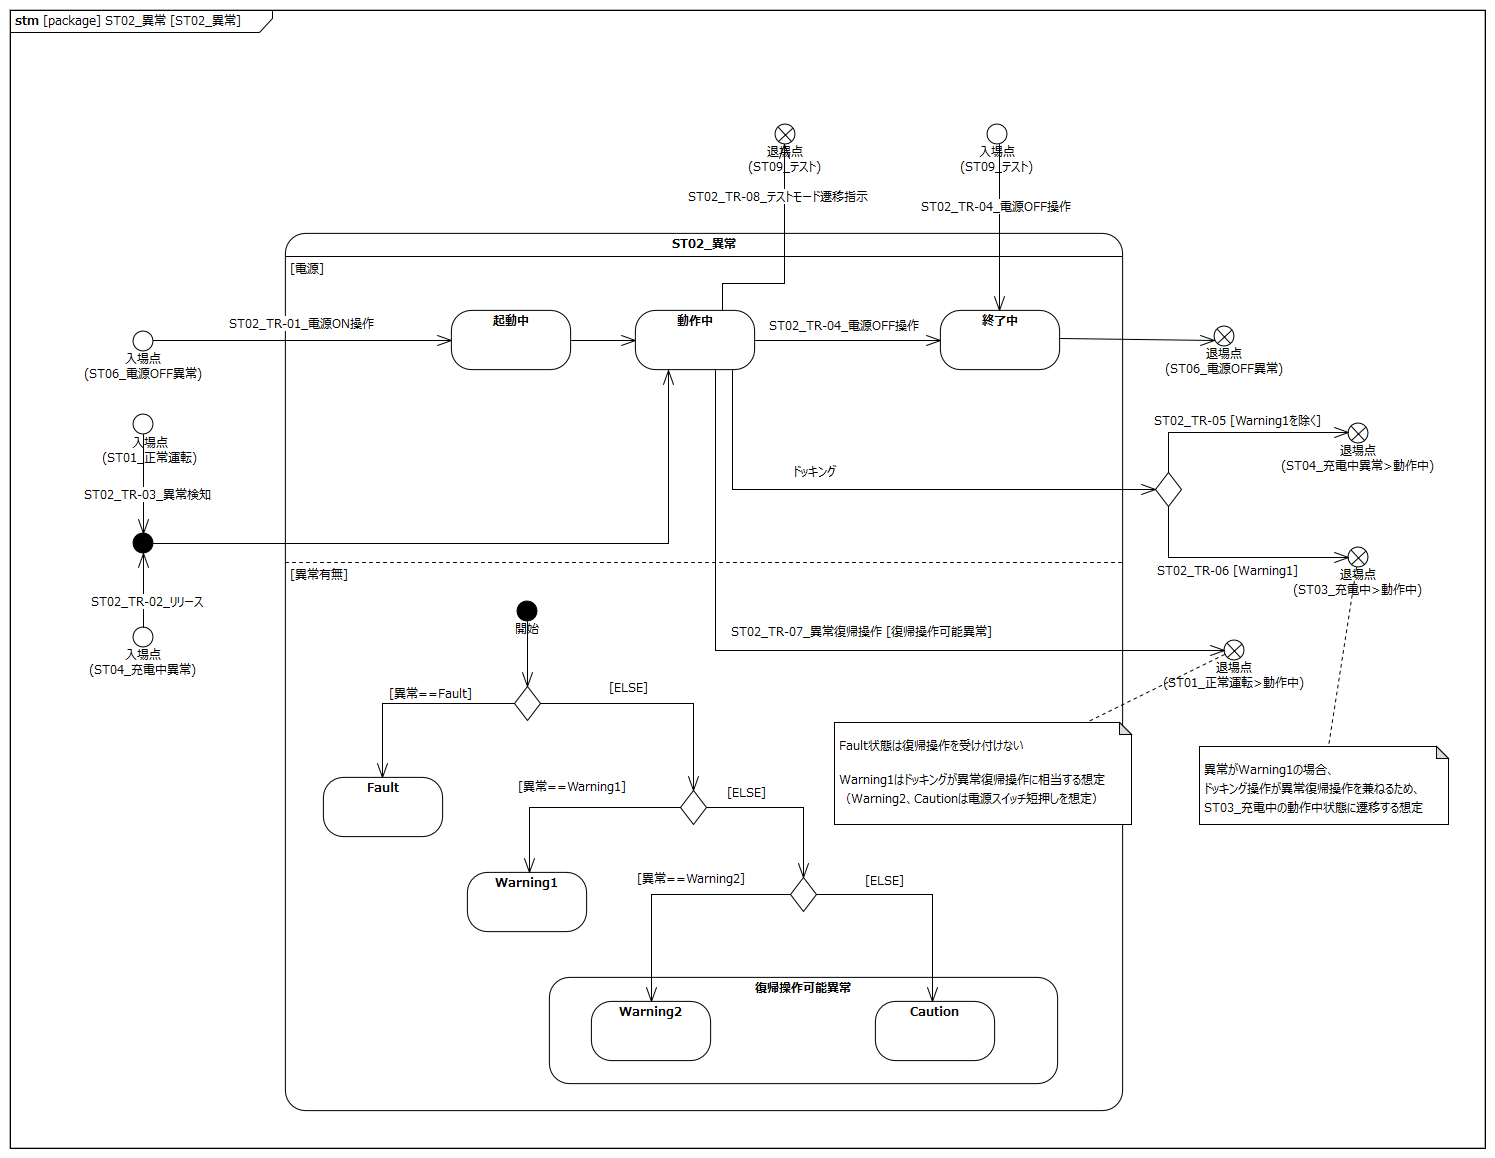 stm [package] ST02_異常 [ST02_異常]
退場点
(ST09_テスト)
入場点
(ST09_テスト)
ST02_TR-08_テストモード遷移指示
ST02_TR-04_電源OFF操作
ST02_異常
[電源]
ST02_TR-01_電源ON操作
起動中
動作中
ST02_TR-04_電源OFF操作
終了中
入場点
(ST06_電源OFF異常)
退場点
(ST06_電源OFF異常)
入場点
(ST01_正常運転)
ST02_TR-05 [Warning1を除く]
退場点
(ST04_充電中異常>動作中)
ドッキング
ST02_TR-03_異常検知
ST02_TR-06 [Warning1]
退場点
(ST03_充電中>動作中)
[異常有無]
ST02_TR-02_リリース
開始
ST02_TR-07_異常復帰操作 [復帰操作可能異常]
入場点
(ST04_充電中異常)
退場点
(ST01_正常運転>動作中)
[異常==Fault]
[ELSE]
Fault状態は復帰操作を受け付けない
Warning1はドッキングが異常復帰操作に相当する想定
（Warning2、Cautionは電源スイッチ短押しを想定）
異常がWarning1の場合、
ドッキング操作が異常復帰操作を兼ねるため、
ST03_充電中の動作中状態に遷移する想定
Fault
[異常==Warning1]
[ELSE]
Warning1
[異常==Warning2]
[ELSE]
復帰操作可能異常
Warning2
Caution